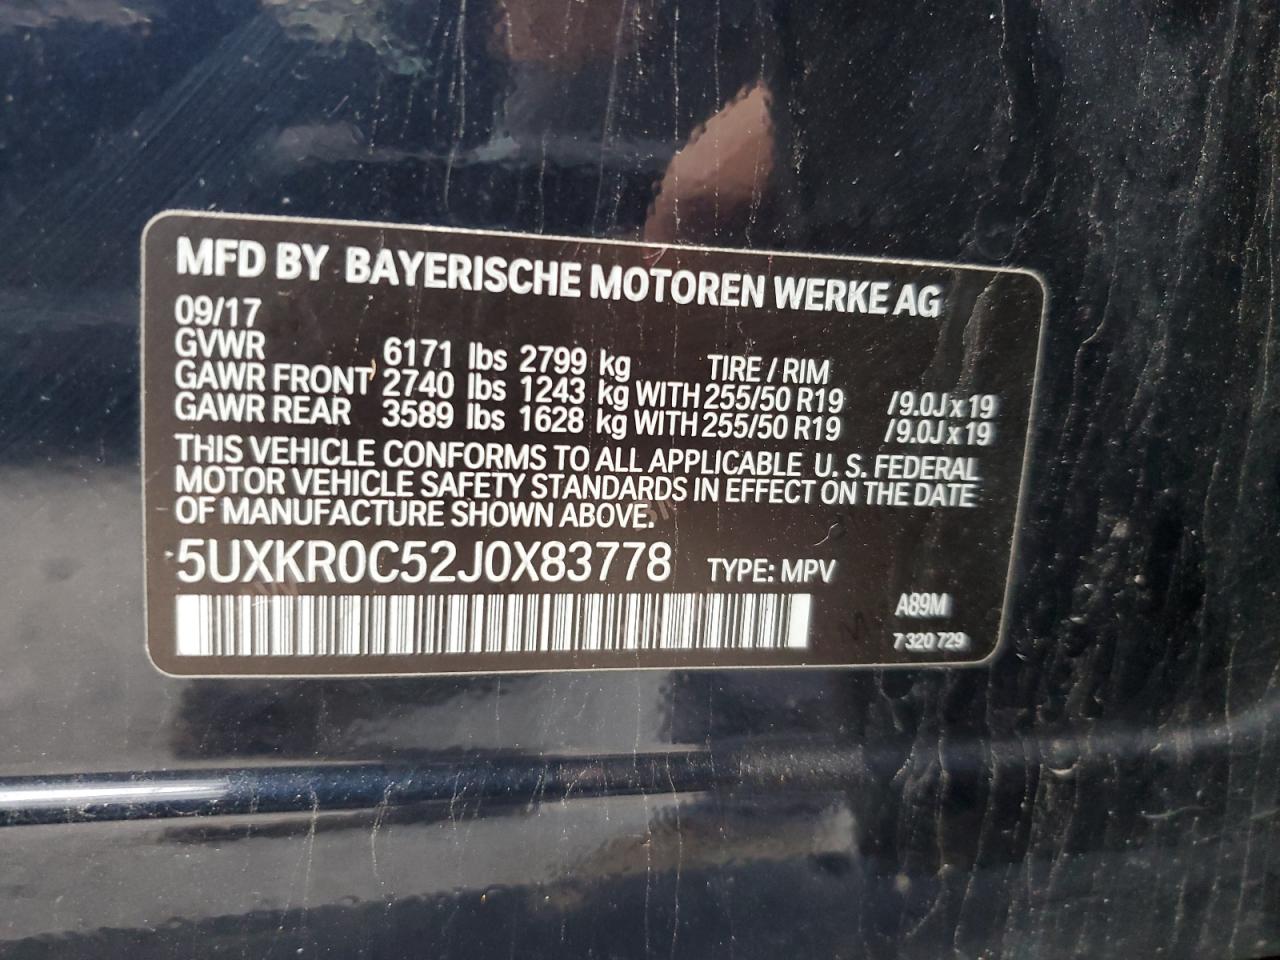 MFD BY BAYERISCHE MOTOREN WERKE AG
09/17
GVWR 6171 lbs 2799 kg TIRE / RIM
GAWR FRONT 2740 lbs 1243 kg WITH 255/50 R19 /9.0J x 19
GAWR REAR 3589 lbs 1628 kg WITH 255/50 R19 /9.0J x 19
THIS VEHICLE CONFORMS TO ALL APPLICABLE U. S. FEDERAL
MOTOR VEHICLE SAFETY STANDARDS IN EFFECT ON THE DATE
OF MANUFACTURE SHOWN ABOVE.
5UXKR0C52J0X83778 TYPE: MPV
A89M
7 320 729